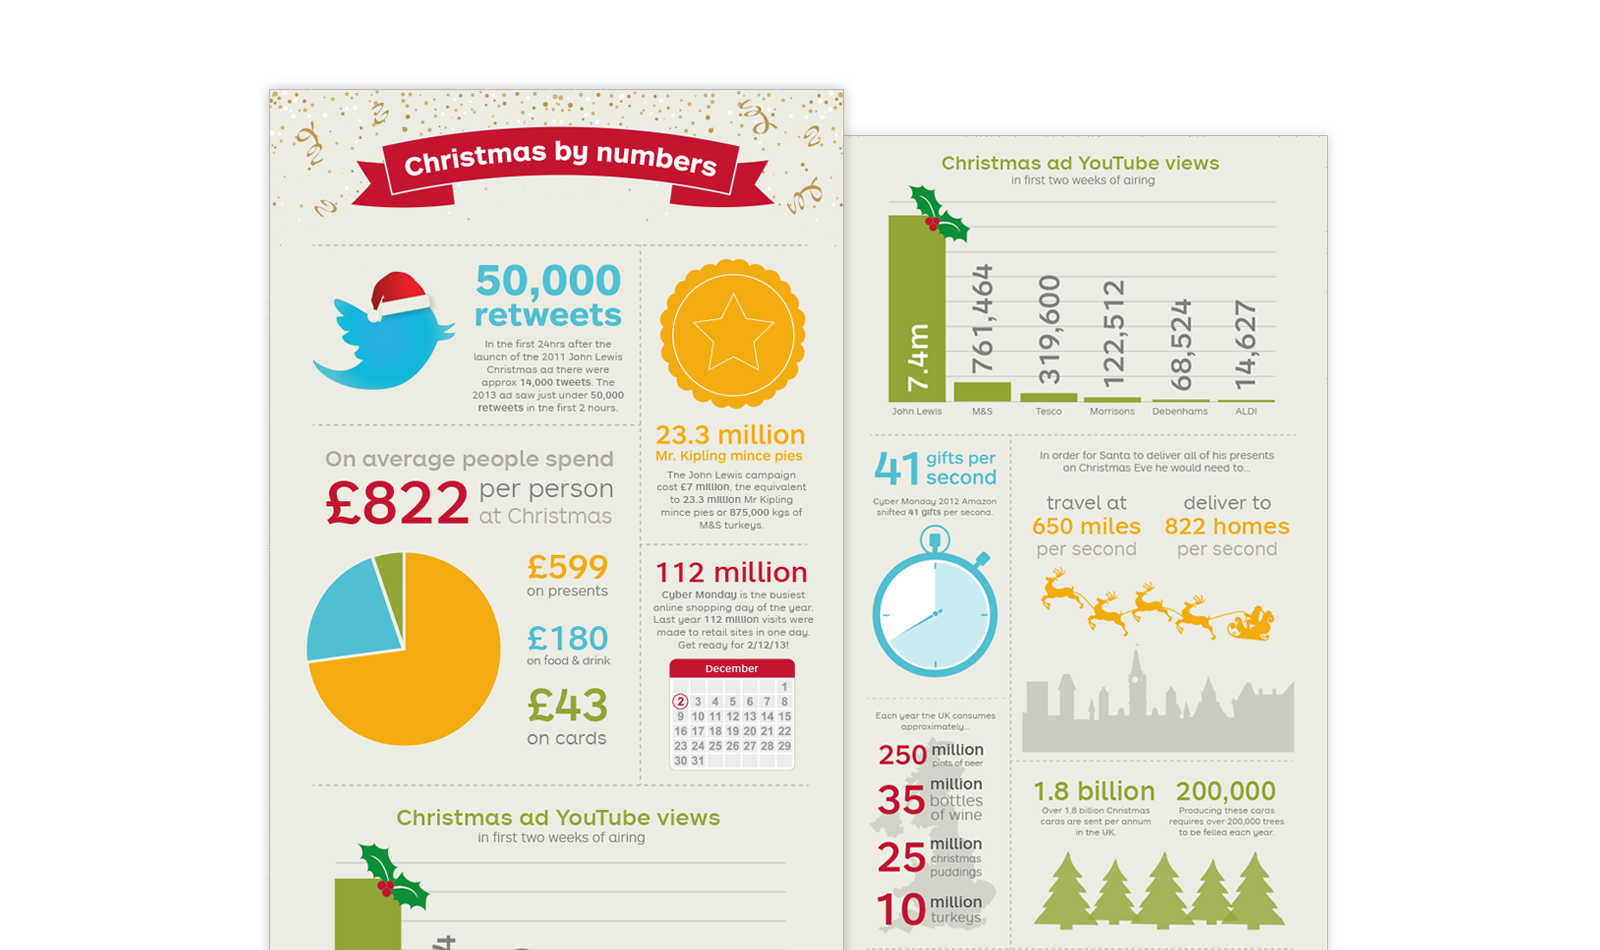 Christmas by numbers
50,000
retweets
In the first 24hrs after the
launch of the 2011 John Lewis
Christmas ad there were
approx 14,000 tweets. The
2013 ad saw just under 50,000
retweets in the first 2 hours.
23.3 million
Mr. Kipling mince pies
The John Lewis campaign
cost £7 million, the equivalent
to 23.3 million Mr Kipling
mince pies or 875,000 kgs of
M&S turkeys.
On average people spend
£822 per person
at Christmas
£599
on presents
£180
on food & drink
£43
on cards
112 million
Cyber Monday is the busiest
online shopping day of the year.
Last year 112 million visits were
made to retail sites in one day.
Get ready for 2/12/13!
December
1
2 3 4 5 6 7 8
9 10 11 12 13 14 15
16 17 18 19 20 21 22
23 24 25 26 27 28 29
30 31
Christmas ad YouTube views
in first two weeks of airing
Christmas ad YouTube views
in first two weeks of airing
7.4m
761,464
319,600
122,512
68,524
14,627
John Lewis M&S Tesco Morrisons Debenhams ALDI
41 gifts per
second
Cyber Monday 2012 Amazon
shifted 41 gifts per second.
In order for Santa to deliver all of his presents
on Christmas Eve he would need to...
travel at
650 miles
per second
deliver to
822 homes
per second
Each year the UK consumes
approximately...
250 million
pints of beer
35 million
bottles
of wine
25 million
christmas
puddings
10 million
turkeys
1.8 billion
Over 1.8 billion Christmas
cards are sent per annum
in the UK.
200,000
Producing these cards
requires over 200,000 trees
to be felled each year.